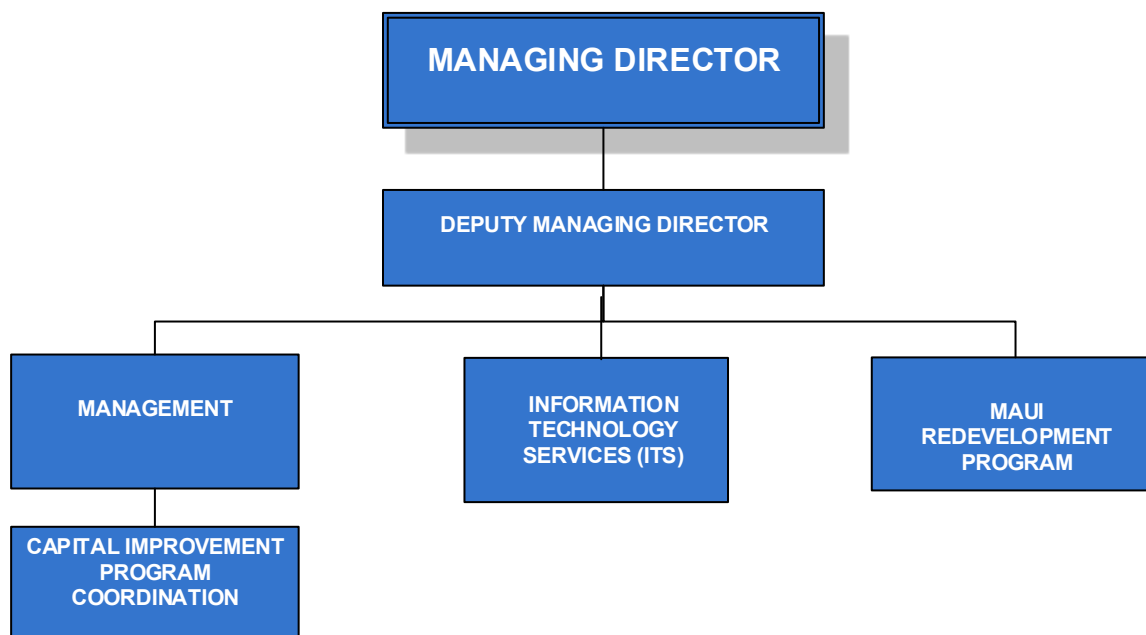 MANAGING DIRECTOR
DEPUTY MANAGING DIRECTOR
MANAGEMENT
INFORMATION
TECHNOLOGY
SERVICES (ITS)
MAUI
REDEVELOPMENT
PROGRAM
CAPITAL IMPROVEMENT
PROGRAM
COORDINATION